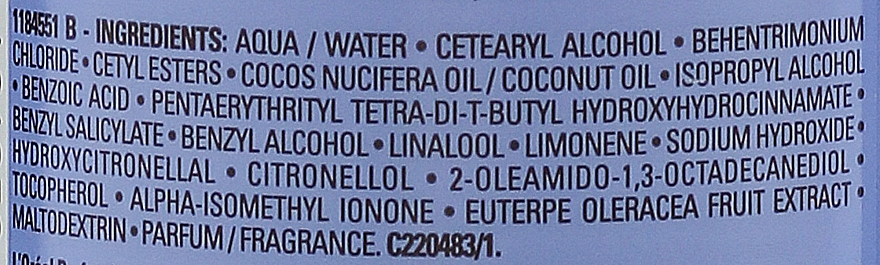 1184551 B - INGREDIENTS: AQUA / WATER • CETEARYL ALCOHOL • BEHENTRIMONIUM
CHLORIDE • CETYL ESTERS • COCOS NUCIFERA OIL / COCONUT OIL • ISOPROPYL ALCOHOL
• BENZOIC ACID • PENTAERYTHRITYL TETRA-DI-T-BUTYL HYDROXYHYDROCINNAMATE •
BENZYL SALICYLATE • BENZYL ALCOHOL • LINALOOL • LIMONENE • SODIUM HYDROXIDE •
HYDROXYCITRONELLAL • CITRONELLOL • 2-OLEAMIDO-1,3-OCTADECANEDIOL •
TOCOPHEROL • ALPHA-ISOMETHYL IONONE • EUTERPE OLERACEA FRUIT EXTRACT •
MALTODEXTRIN • PARFUM / FRAGRANCE. C220483/1.